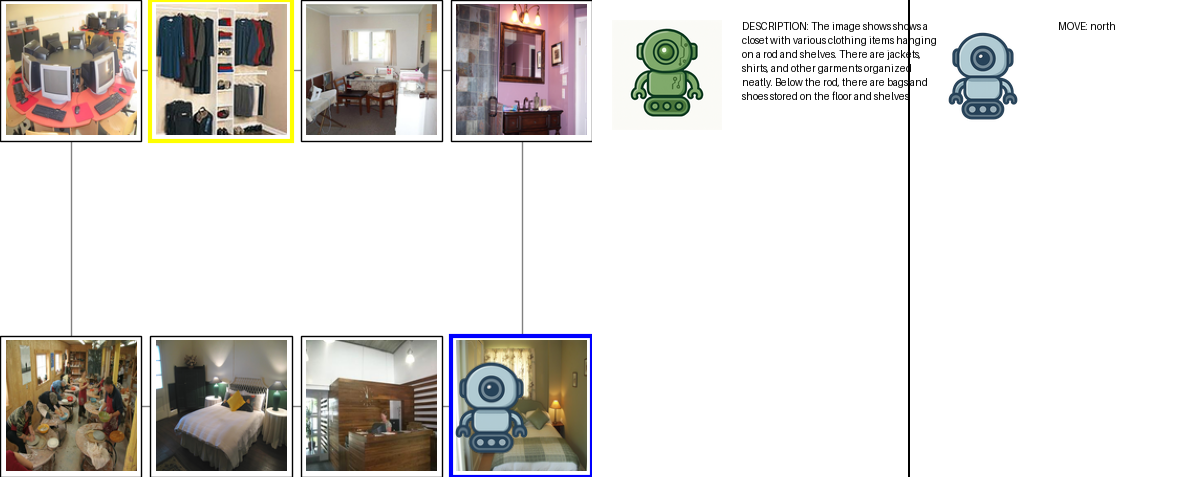 DESCRIPTION: The image shows shows a
closet with various clothing items hanging
on a rod and shelves. There are jackets,
shirts, and other garments organized
neatly. Below the rod, there are bags and
shoes stored on the floor and shelves.
MOVE: north